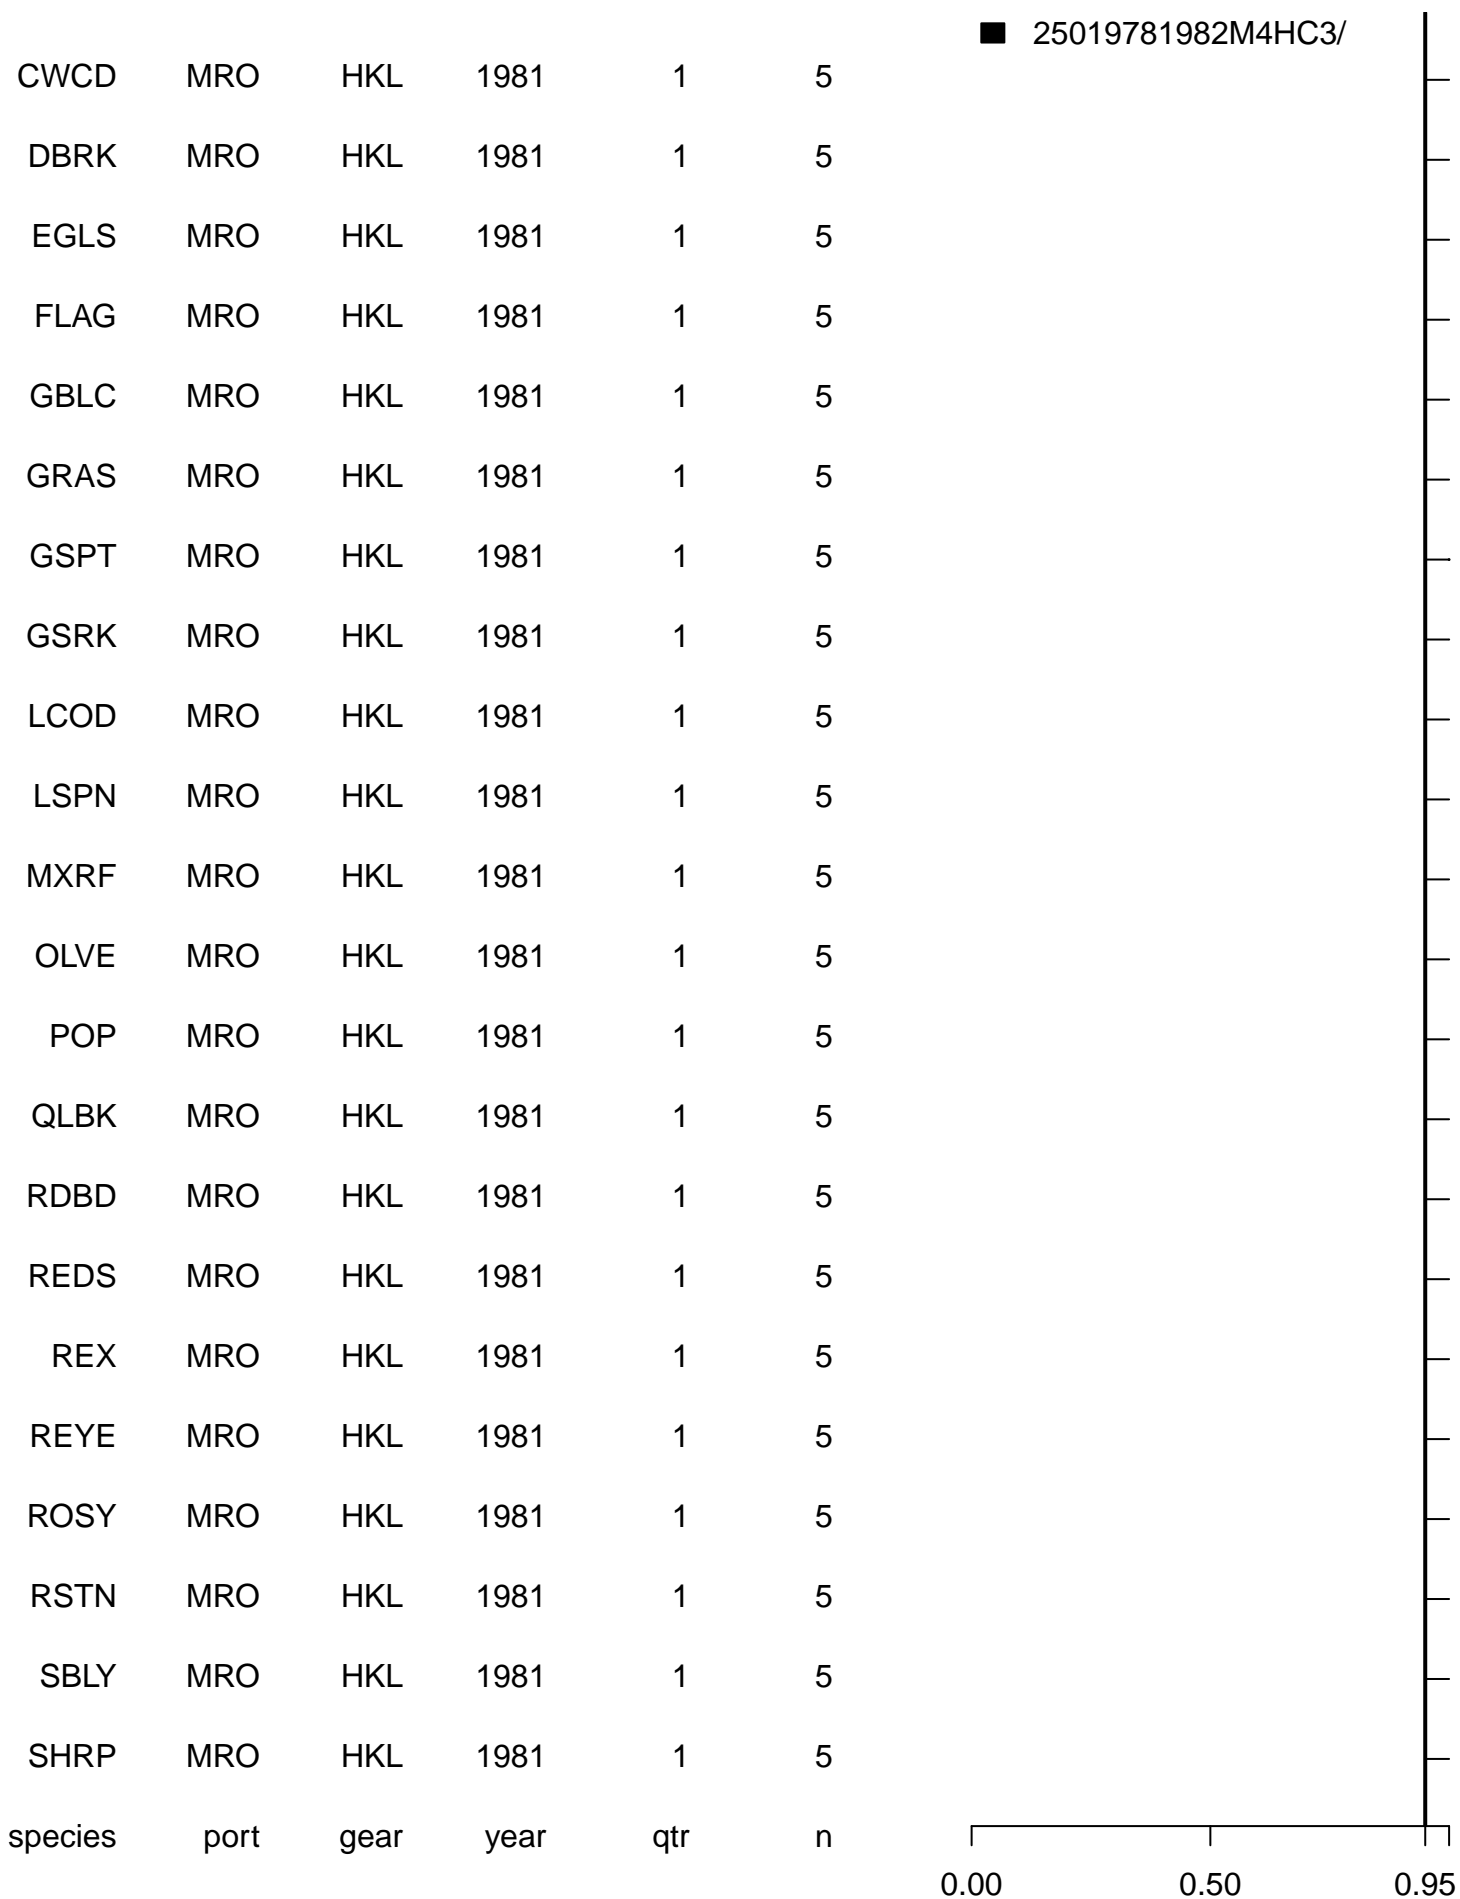 25019781982M4HC3/
CWCD MRO HKL 1981 1 5
DBRK MRO HKL 1981 1 5
EGLS MRO HKL 1981 1 5
FLAG MRO HKL 1981 1 5
GBLC MRO HKL 1981 1 5
GRAS MRO HKL 1981 1 5
GSPT MRO HKL 1981 1 5
GSRK MRO HKL 1981 1 5
LCOD MRO HKL 1981 1 5
LSPN MRO HKL 1981 1 5
MXRF MRO HKL 1981 1 5
OLVE MRO HKL 1981 1 5
POP MRO HKL 1981 1 5
QLBK MRO HKL 1981 1 5
RDBD MRO HKL 1981 1 5
REDS MRO HKL 1981 1 5
REX MRO HKL 1981 1 5
REYE MRO HKL 1981 1 5
ROSY MRO HKL 1981 1 5
RSTN MRO HKL 1981 1 5
SBLY MRO HKL 1981 1 5
SHRP MRO HKL 1981 1 5
species port gear year qtr n
0.00 0.50 0.95